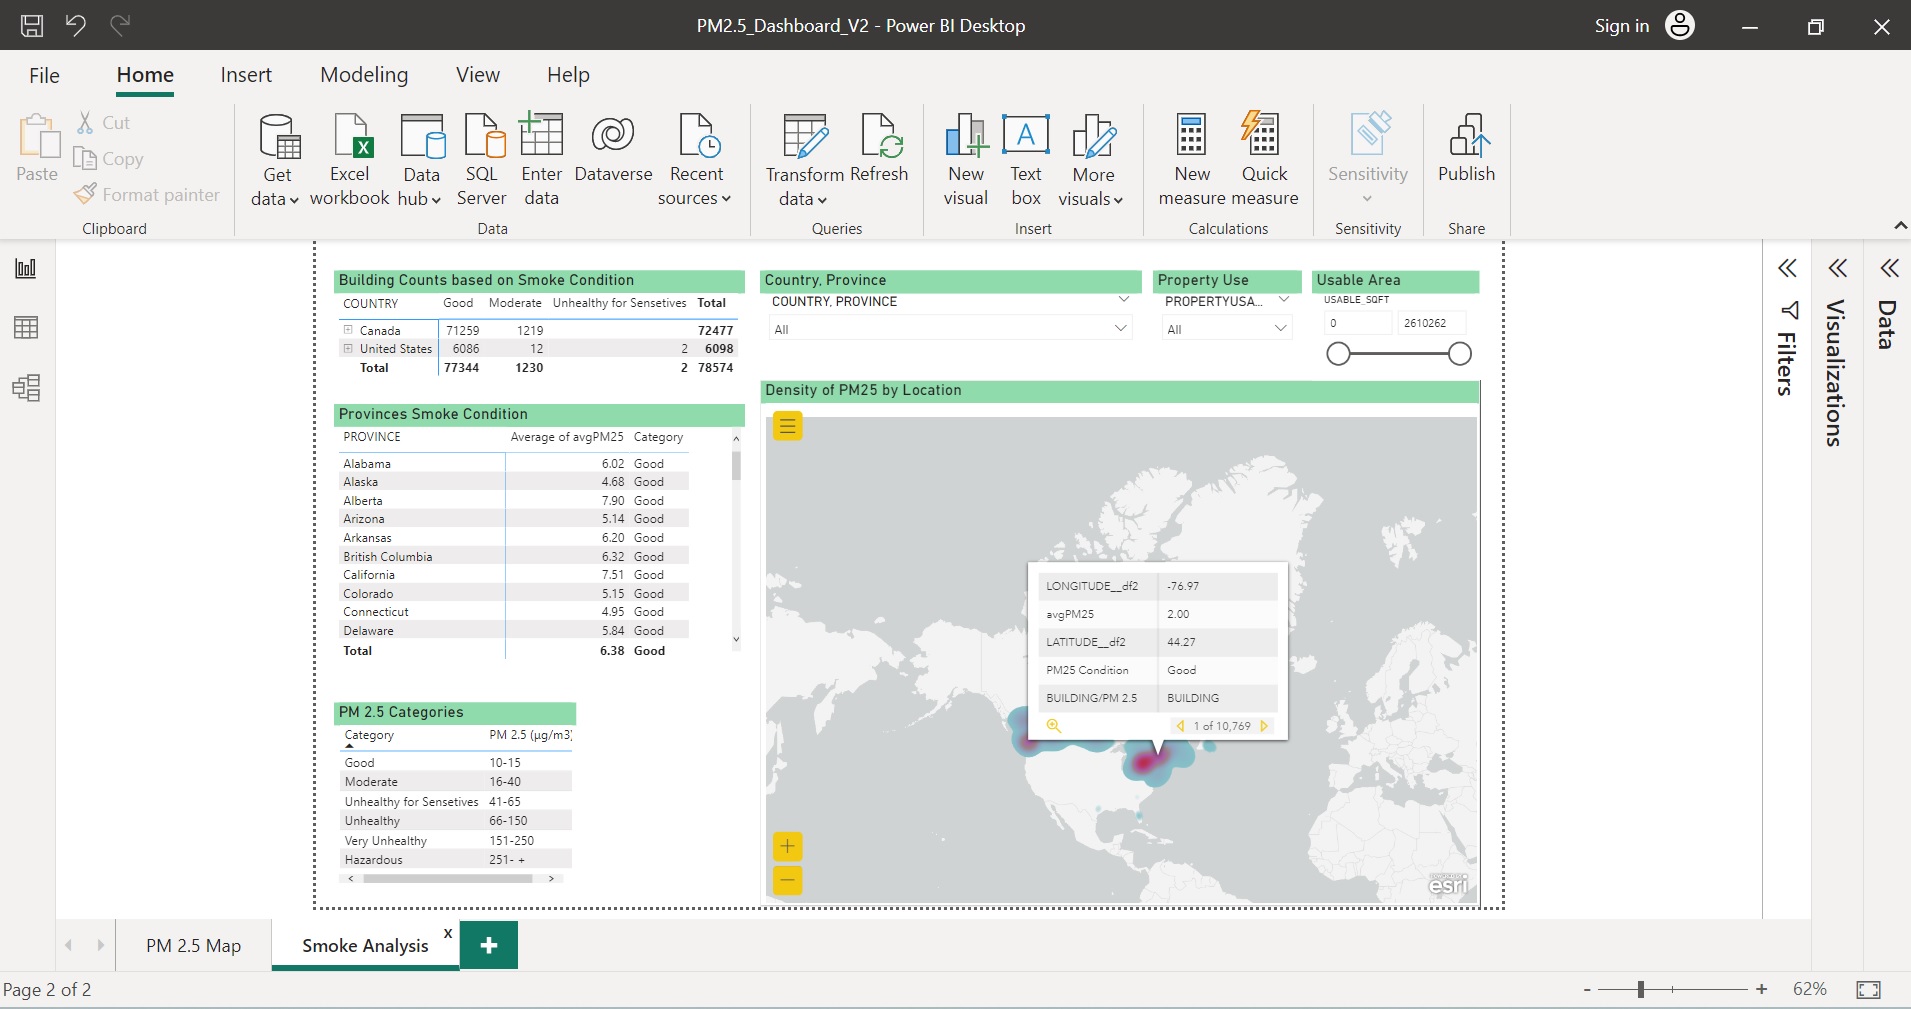 PM2.5_Dashboard_V2 - Power BI Desktop
Sign in
File
Home
Insert
Modeling
View
Help
Paste
Cut
Copy
Format painter
Clipboard
Get data
Excel workbook
Data hub
SQL Server
Enter data
Dataverse
Recent sources
Data
Transform data
Refresh
Queries
New visual
Text box
More visuals
Insert
New measure
Quick measure
Calculations
Sensitivity
Sensitivity
Publish
Share
Building Counts based on Smoke Condition
COUNTRY Good Moderate Unhealthy for Sensetives Total
Canada 71259 1219 72477
United States 6086 12 2 6098
Total 77344 1230 2 78574
Country, Province
COUNTRY, PROVINCE
All
Property Use
PROPERTYUSA...
All
Usable Area
USABLE_SQFT
0 2610262
Provinces Smoke Condition
PROVINCE Average of avgPM25 Category
Alabama 6.02 Good
Alaska 4.68 Good
Alberta 7.90 Good
Arizona 5.14 Good
Arkansas 6.20 Good
British Columbia 6.32 Good
California 7.51 Good
Colorado 5.15 Good
Connecticut 4.95 Good
Delaware 5.84 Good
Total 6.38 Good
PM 2.5 Categories
Category PM 2.5 (µg/m3)
Good 10-15
Moderate 16-40
Unhealthy for Sensetives 41-65
Unhealthy 66-150
Very Unhealthy 151-250
Hazardous 251- +
Density of PM25 by Location
LONGITUDE__df2 -76.97
avgPM25 2.00
LATITUDE__df2 44.27
PM25 Condition Good
BUILDING/PM 2.5 BUILDING
1 of 10,769
esri
Filters
Visualizations
Data
PM 2.5 Map
Smoke Analysis
x
Page 2 of 2
- + 62%